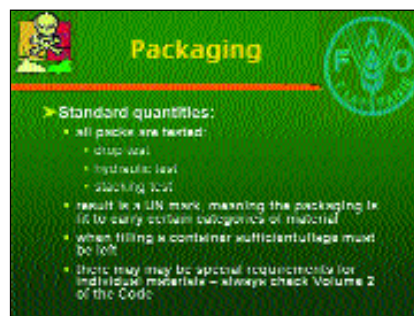 Packaging
F A O
Standard quantities:
all packs are tested:
drop test
hydraulic test
stacking test
result is a UN mark, meaning the packaging is
fit to carry certain categories of material
when filling a container sufficient ullage must
be left
there may may be special requirements for
individual materials – always check Volume 2
of the Code